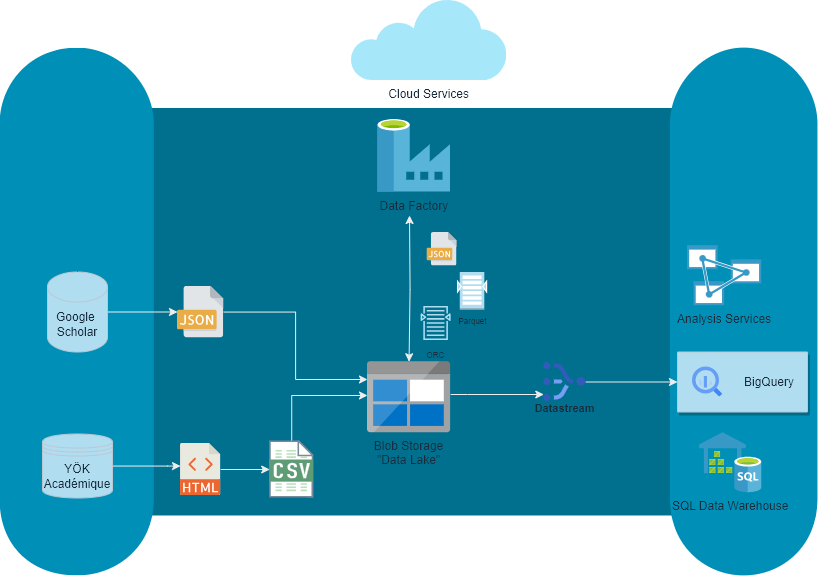 Cloud Services
Data Factory
JSON
Parquet
ORC
Google
Scholar
JSON
Analysis Services
BigQuery
Datastream
Blob Storage
"Data Lake"
YÖK
Académique
HTML
CSV
SQL
SQL Data Warehouse